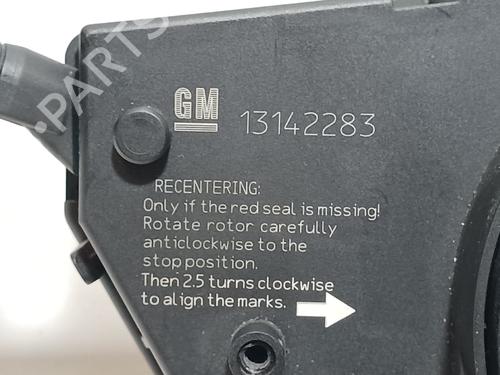 GM 13142283
RECENTERING:
Only if the red seal is missing!
Rotate rotor carefully
anticlockwise to the
stop position.
Then 2.5 turns clockwise
to align the marks.
PARTS